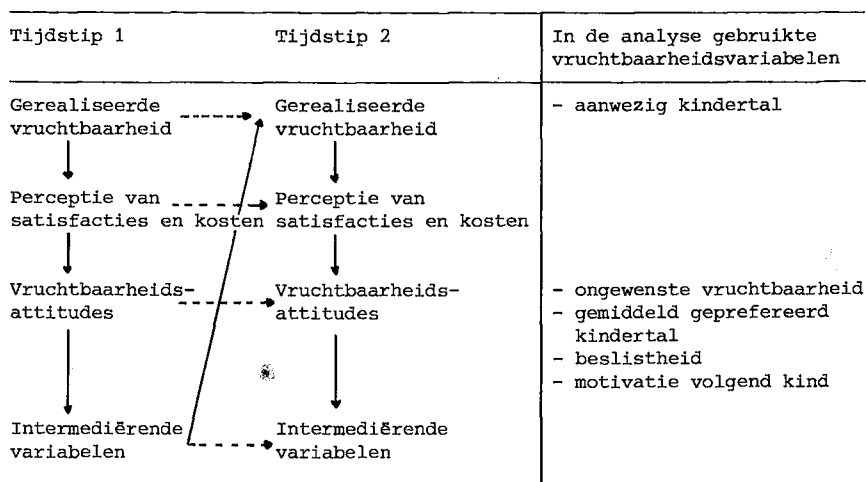 Tijdstip 1 Tijdstip 2 In de analyse gebruikte
vruchtbaarheidsvariabelen
Gerealiseerde Gerealiseerde - aanwezig kindertal
vruchtbaarheid vruchtbaarheid
Perceptie van Perceptie van
satisfacties en kosten satisfacties en kosten
Vruchtbaarheids- Vruchtbaarheids- - ongewenste vruchtbaarheid
attitudes attitudes - gemiddeld geprefereerd
kindertal
- beslistheid
- motivatie volgend kind
Intermediërende Intermediërende
variabelen variabelen